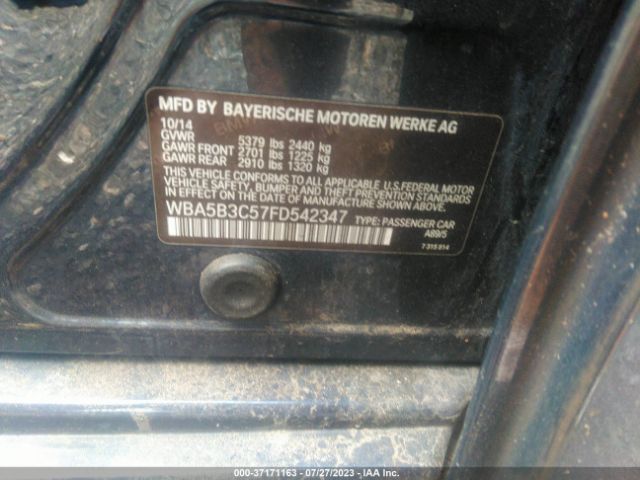 MFD BY BAYERISCHE MOTOREN WERKE AG
10/14
GVWR 5379 lbs 2440 kg
GAWR FRONT 2701 lbs 1225 kg
GAWR REAR 2910 lbs 1320 kg
THIS VEHICLE CONFORMS TO ALL APPLICABLE U.S. FEDERAL MOTOR
VEHICLE SAFETY, BUMPER, AND THEFT PREVENTION STANDARDS
IN EFFECT ON THE DATE OF MANUFACTURE SHOWN ABOVE.
WBA5B3C57FD542347 TYPE: PASSENGER CAR
A89/5
7 315 914
000-37171163 - 07/27/2023 - IAA Inc.